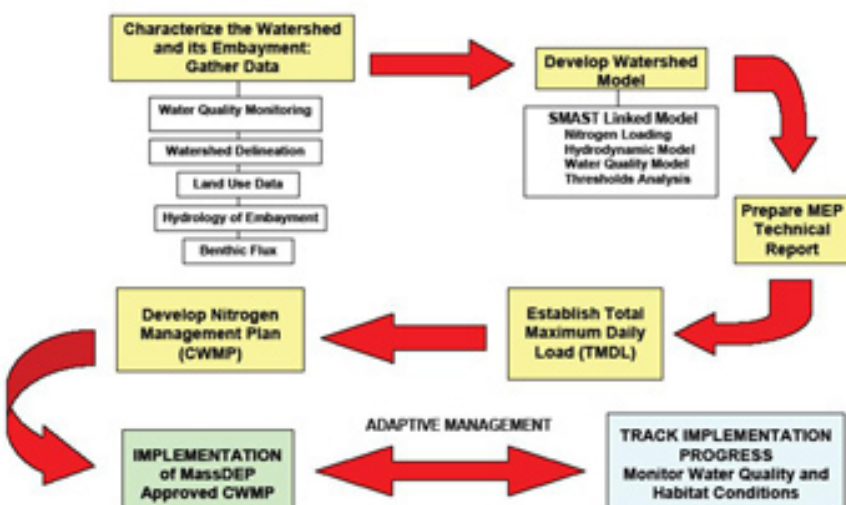 Characterize the Watershed
and its Embayment:
Gather Data
Water Quality Monitoring
Watershed Delineation
Land Use Data
Hydrology of Embayment
Benthic Flux
Develop Watershed
Model
SMAST Linked Model
Nitrogen Loading
Hydrodynamic Model
Water Quality Model
Thresholds Analysis
Prepare MEP
Technical
Report
Establish Total
Maximum Daily
Load (TMDL)
Develop Nitrogen
Management Plan
(CWMP)
IMPLEMENTATION
of MassDEP
Approved CWMP
ADAPTIVE MANAGEMENT
TRACK IMPLEMENTATION
PROGRESS
Monitor Water Quality and
Habitat Conditions